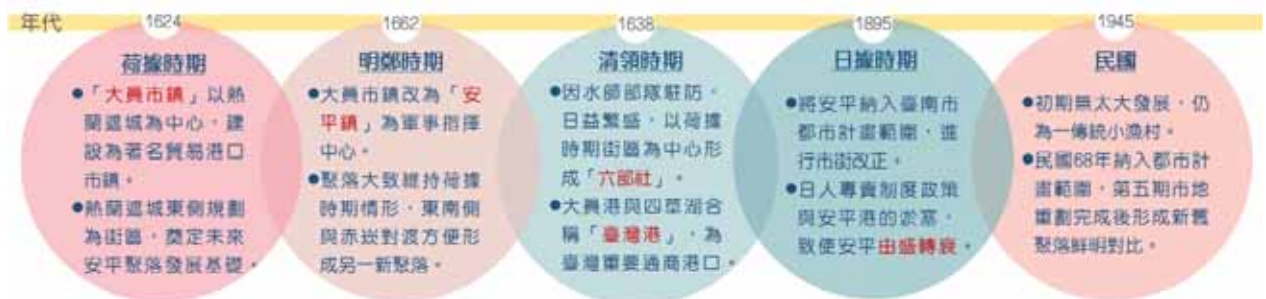 年代
1624
荷據時期
●「大員市鎮」以熱
蘭遮城為中心，建
設為著名貿易港口
市鎮。
●熱蘭遮城東側規劃
為街區，奠定未來
安平聚落發展基礎。
1662
明鄭時期
●大員市鎮改為「安
平鎮」為軍事指揮
中心。
●聚落大致維持荷據
時期情形，東南側
與赤崁對渡方便形
成另一新聚落。
1638
清領時期
●因水師部隊駐防，
日益繁盛，以荷據
時期街區為中心形
成「六部社」。
●大員港與四草湖合
稱「臺灣港」，為
臺灣重要通商港口。
1895
日據時期
●將安平納入臺南市
都市計畫範圍，進
行市街改正。
●日人專賣制度政策
與安平港的淤塞，
致使安平由盛轉衰。
1945
民國
●初期無太大發展，仍
為一傳統小漁村。
●民國68年納入都市計
畫範圍，第五期市地
重劃完成後形成新舊
聚落鮮明對比。